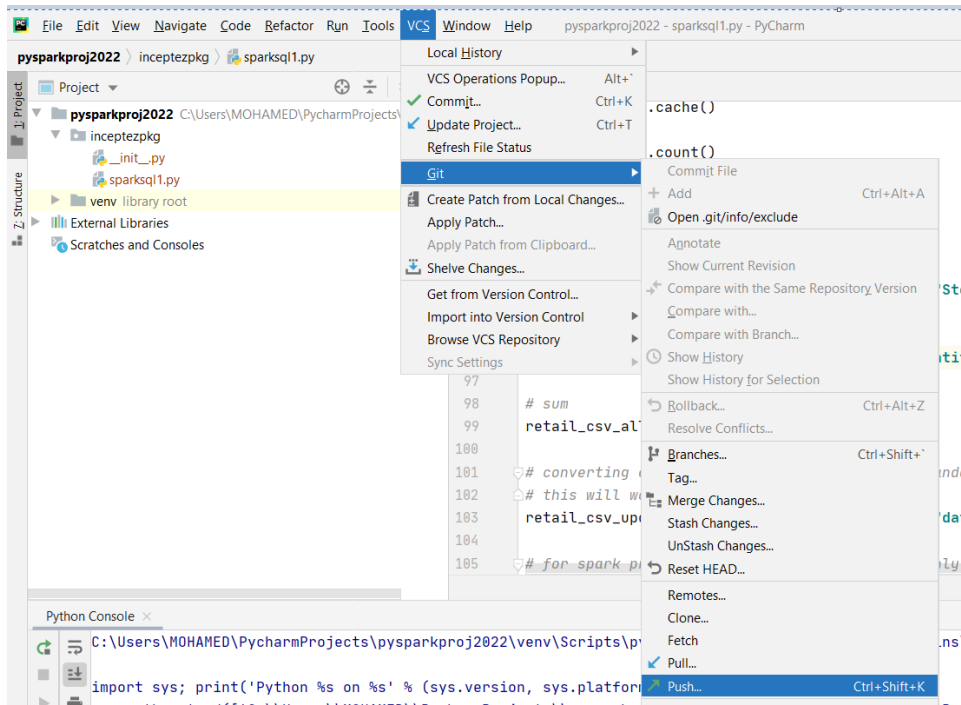 PC File Edit View Navigate Code Refactor Run Tools VCS Window Help pysparkproj2022 - sparksql1.py - PyCharm
pysparkproj2022 inceptezpkg sparksql1.py
1: Project
Z: Structure
Project
pysparkproj2022 C:\Users\MOHAMED\PycharmProjects\
inceptezpkg
__init__.py
sparksql1.py
venv library root
External Libraries
Scratches and Consoles
Local History
VCS Operations Popup... Alt+`
Commit... Ctrl+K
Update Project... Ctrl+T
Refresh File Status
Git
Create Patch from Local Changes...
Apply Patch...
Apply Patch from Clipboard...
Shelve Changes...
Get from Version Control...
Import into Version Control
Browse VCS Repository
Sync Settings
Commit File
Add Ctrl+Alt+A
Open .git/info/exclude
Annotate
Show Current Revision
Compare with the Same Repository Version
Compare with...
Compare with Branch...
Show History
Show History for Selection
Rollback... Ctrl+Alt+Z
Resolve Conflicts...
Branches... Ctrl+Shift+`
Tag...
Merge Changes...
Stash Changes...
UnStash Changes...
Reset HEAD...
Remotes...
Clone...
Fetch
Pull...
Push... Ctrl+Shift+K
.cache()
.count()
97
98 # sum
99 retail_csv_al
100
101 # converting
102 # this will w
103 retail_csv_up 'da
104
105 # for spark p ly
Python Console
C:\Users\MOHAMED\PycharmProjects\pysparkproj2022\venv\Scripts\py
import sys; print('Python %s on %s' % (sys.version, sys.platfor